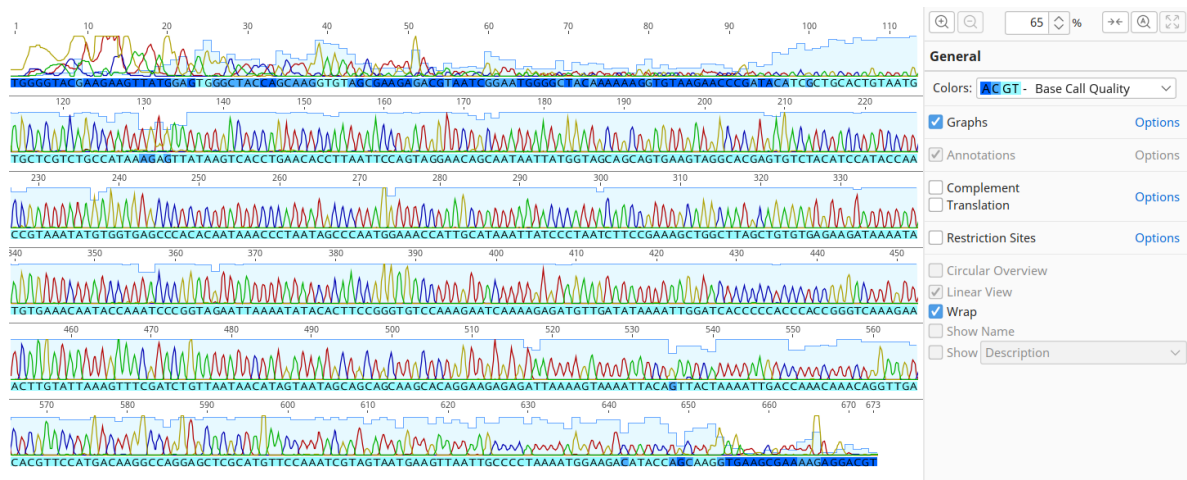 1 10 20 30 40 50 60 70 80 90 100 110
TGGGGTACGAAGAAGTTATGGAGTGGGCTACCAGCAAGGTGTAGCGAAGAGACGTAATCGGAATGGGGCTACAAAAAAGGTGTAAGAACCCGATACATCGCTGCACTGTAATG
120 130 140 150 160 170 180 190 200 210 220
TGCTCGTCTGCCATAAAGAGTTATAAGTCACCTGAACACCTTAATTCCAGTAGGAACAGCAATAATTATGGTAGCAGCAGTGAAGTAGGCACGAGTGTCTACATCCATACCAA
230 240 250 260 270 280 290 300 310 320 330
CCGTAAATATGTGGTGAGCCCACACAATAAACCCTAATAGCCCAATGGAAACCATTGCATAAATTATCCCTAATCTTCCGAAAGCTGGCTTAGCTGTGTGAGAAGATAAAATA
340 350 360 370 380 390 400 410 420 430 440 450
TGTGAAACAATACCAAATCCCGGTAGAATTAAAATATACACTTCCGGGTGTCCAAAGAATCAAAAGAGATGTTGATATAAAATTGGATCACCCCCACCCACCGGGTCAAAGAA
460 470 480 490 500 510 520 530 540 550 560
ACTTGTATTAAAGTTTCGATCTGTTAATAACATAGTAATAGCAGCAGCAAGCACAGGAAGAGAGATTAAAAGTAAAATTACAGTTACTAAAATTGACCAAACAAACAGGTTGA
570 580 590 600 610 620 630 640 650 660 670 673
CACGTTCCATGACAAGGCCAGGAGCTCGCATGTTCCAAATCGTAGTAATGAAGTTAATTGCCCCTAAAATGGAAGACATACCAGCAAGGTGAAGCGAAAAGAGGACGT
65 %
General
Colors: ACGT - Base Call Quality
Graphs Options
Annotations Options
Complement
Translation Options
Restriction Sites Options
Circular Overview
Linear View
Wrap
Show Name
Show Description